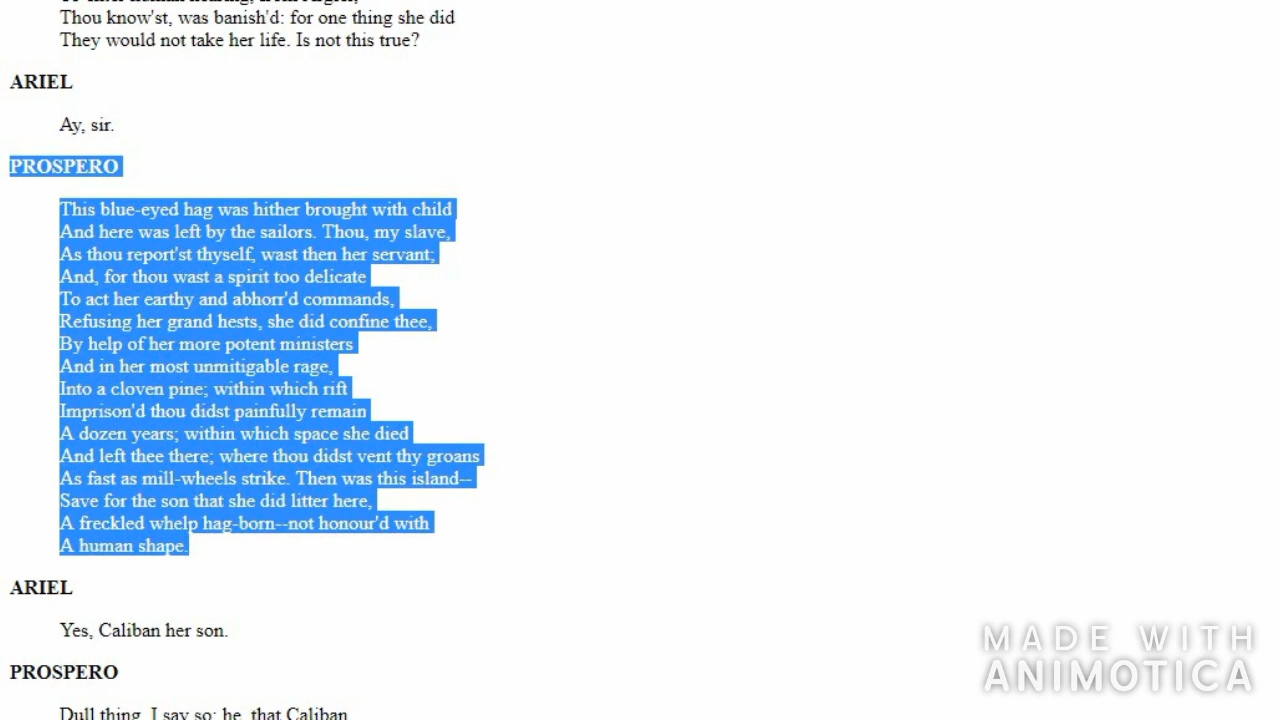 Thou know'st, was banish'd: for one thing she did
They would not take her life. Is not this true?
ARIEL
Ay, sir.
PROSPERO
This blue-eyed hag was hither brought with child
And here was left by the sailors. Thou, my slave,
As thou report'st thyself, wast then her servant;
And, for thou wast a spirit too delicate
To act her earthy and abhorr'd commands,
Refusing her grand hests, she did confine thee,
By help of her more potent ministers
And in her most unmitigable rage,
Into a cloven pine; within which rift
Imprison'd thou didst painfully remain
A dozen years; within which space she died
And left thee there; where thou didst vent thy groans
As fast as mill-wheels strike. Then was this island--
Save for the son that she did litter here,
A freckled whelp hag-born--not honour'd with
A human shape.
ARIEL
Yes, Caliban her son.
PROSPERO
Dull thing, I say so; he, that Caliban
MADE WITH
ANIMOTICA